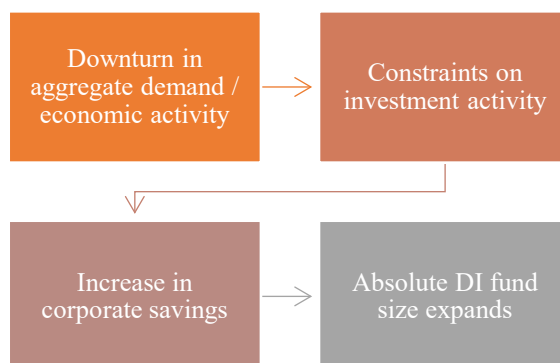 Downturn in
aggregate demand /
economic activity
Constraints on
investment activity
Increase in
corporate savings
Absolute DI fund
size expands